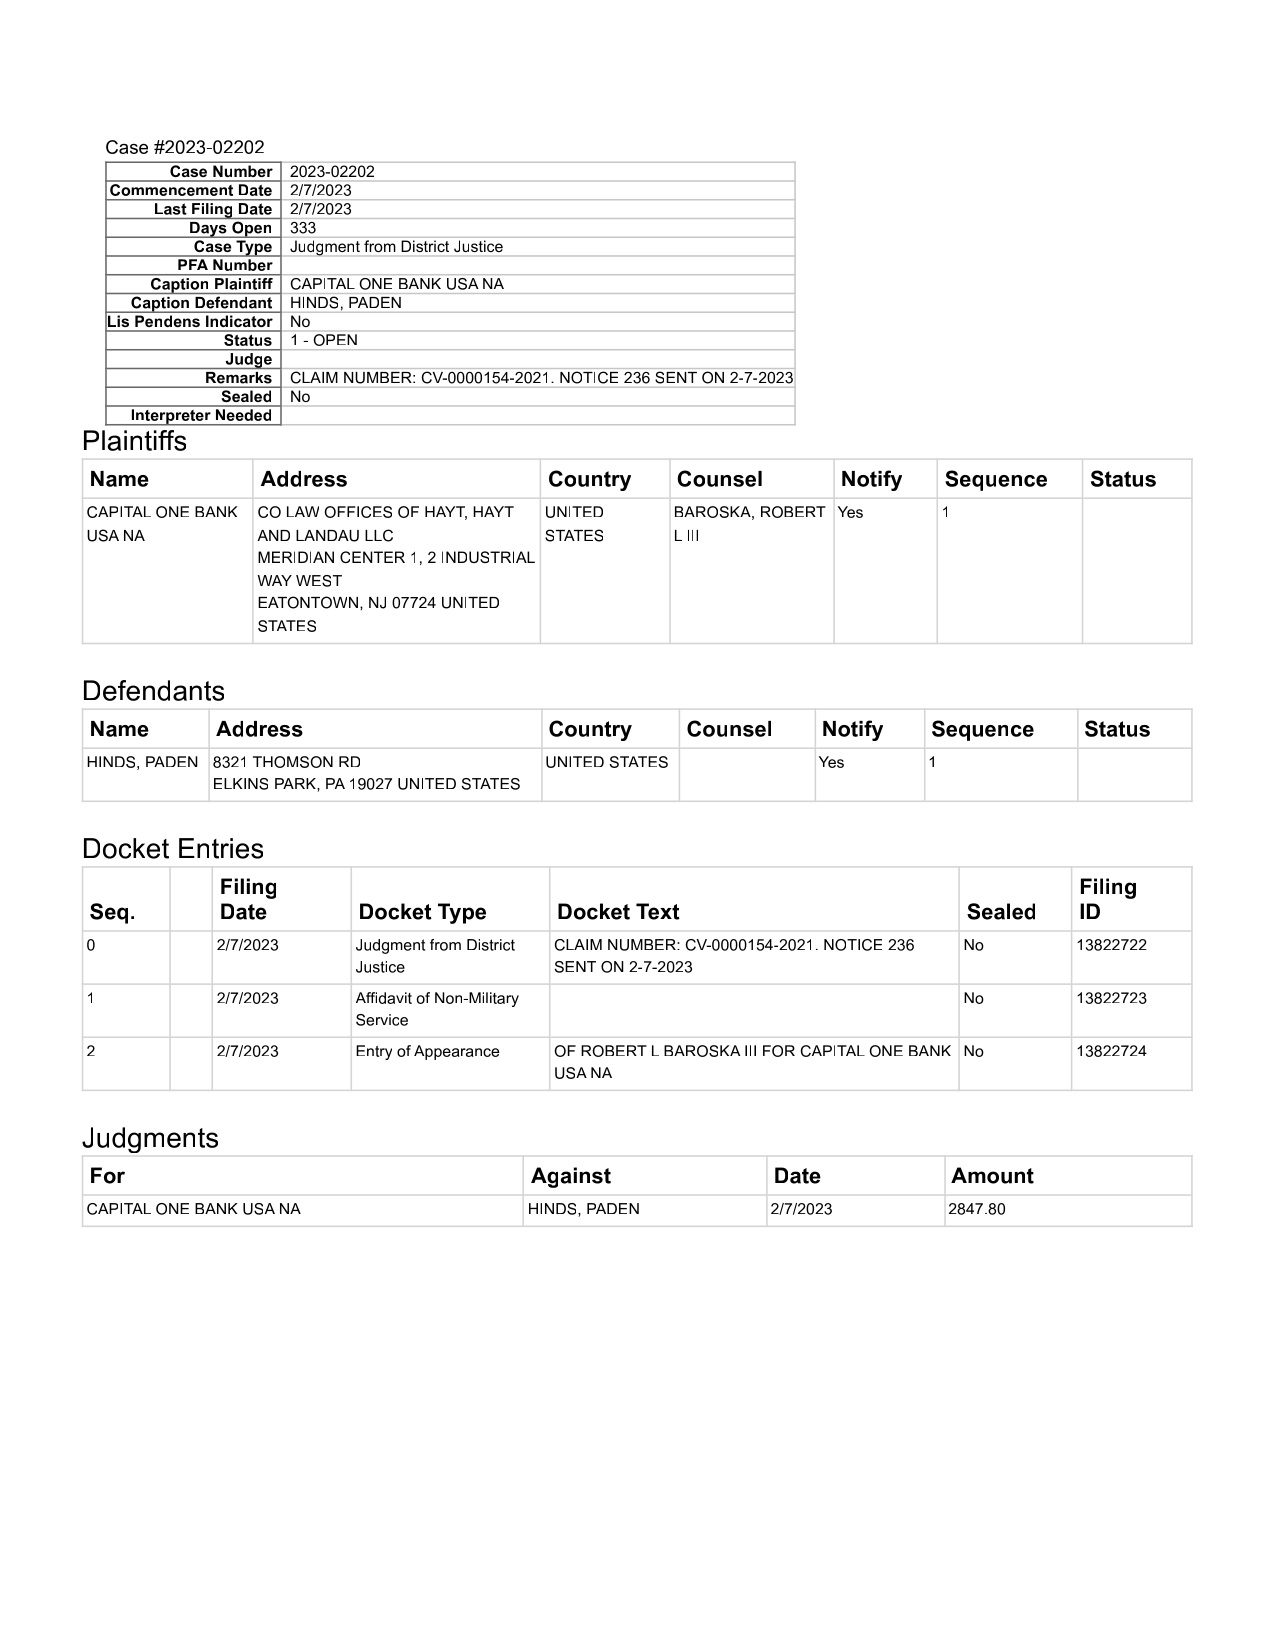 Case #2023-02202
Case Number 2023-02202
Commencement Date 2/7/2023
Last Filing Date 2/7/2023
Days Open 333
Case Type Judgment from District Justice
PFA Number
Caption Plaintiff CAPITAL ONE BANK USA NA
Caption Defendant HINDS, PADEN
Lis Pendens Indicator No
Status 1 - OPEN
Judge
Remarks CLAIM NUMBER: CV-0000154-2021. NOTICE 236 SENT ON 2-7-2023
Sealed No
Interpreter Needed
Plaintiffs
Name Address Country Counsel Notify Sequence Status
CAPITAL ONE BANK CO LAW OFFICES OF HAYT, HAYT UNITED BAROSKA, ROBERT Yes 1
USA NA AND LANDAU LLC STATES L III
MERIDIAN CENTER 1, 2 INDUSTRIAL
WAY WEST
EATONTOWN, NJ 07724 UNITED
STATES
Defendants
Name Address Country Counsel Notify Sequence Status
HINDS, PADEN 8321 THOMSON RD UNITED STATES Yes 1
ELKINS PARK, PA 19027 UNITED STATES
Docket Entries
Filing Filing
Seq. Date Docket Type Docket Text Sealed ID
0 2/7/2023 Judgment from District CLAIM NUMBER: CV-0000154-2021. NOTICE 236 No 13822722
Justice SENT ON 2-7-2023
1 2/7/2023 Affidavit of Non-Military No 13822723
Service
2 2/7/2023 Entry of Appearance OF ROBERT L BAROSKA III FOR CAPITAL ONE BANK No 13822724
USA NA
Judgments
For Against Date Amount
CAPITAL ONE BANK USA NA HINDS, PADEN 2/7/2023 2847.80